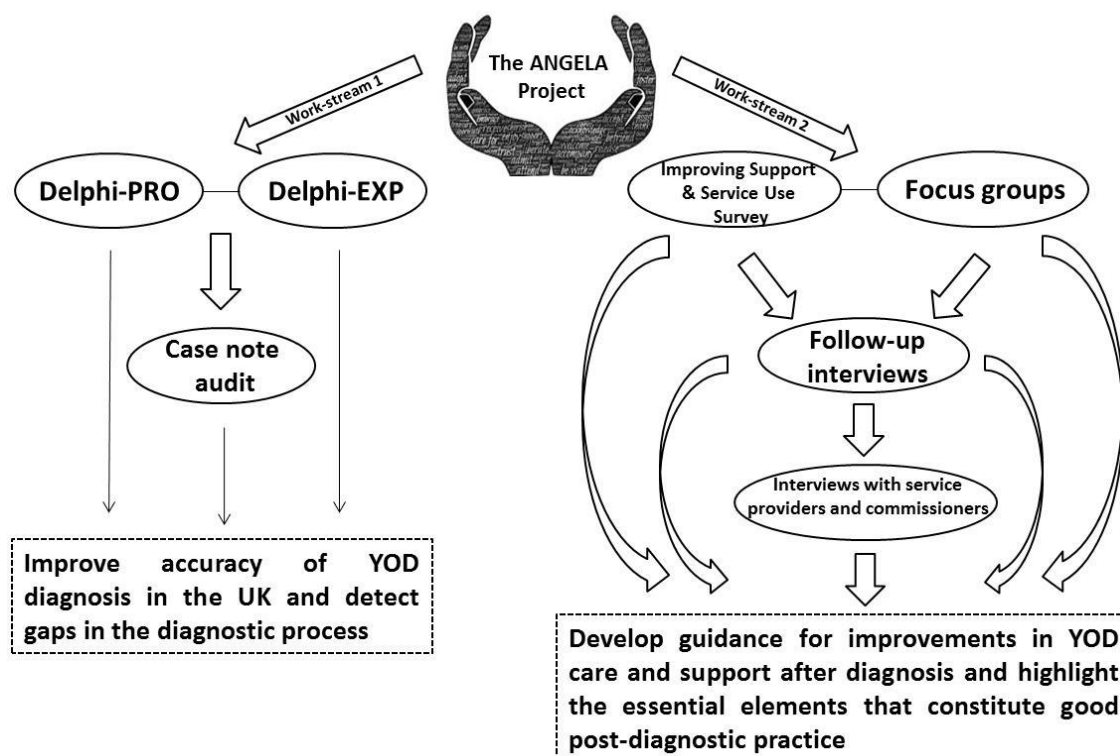 The ANGELA
Project
Work-stream 1
Work-stream 2
Delphi-PRO
Delphi-EXP
Improving Support
& Service Use
Survey
Focus groups
Case note
audit
Follow-up
interviews
Interviews with service
providers and commissioners
Improve accuracy of YOD
diagnosis in the UK and detect
gaps in the diagnostic process
Develop guidance for improvements in YOD
care and support after diagnosis and highlight
the essential elements that constitute good
post-diagnostic practice